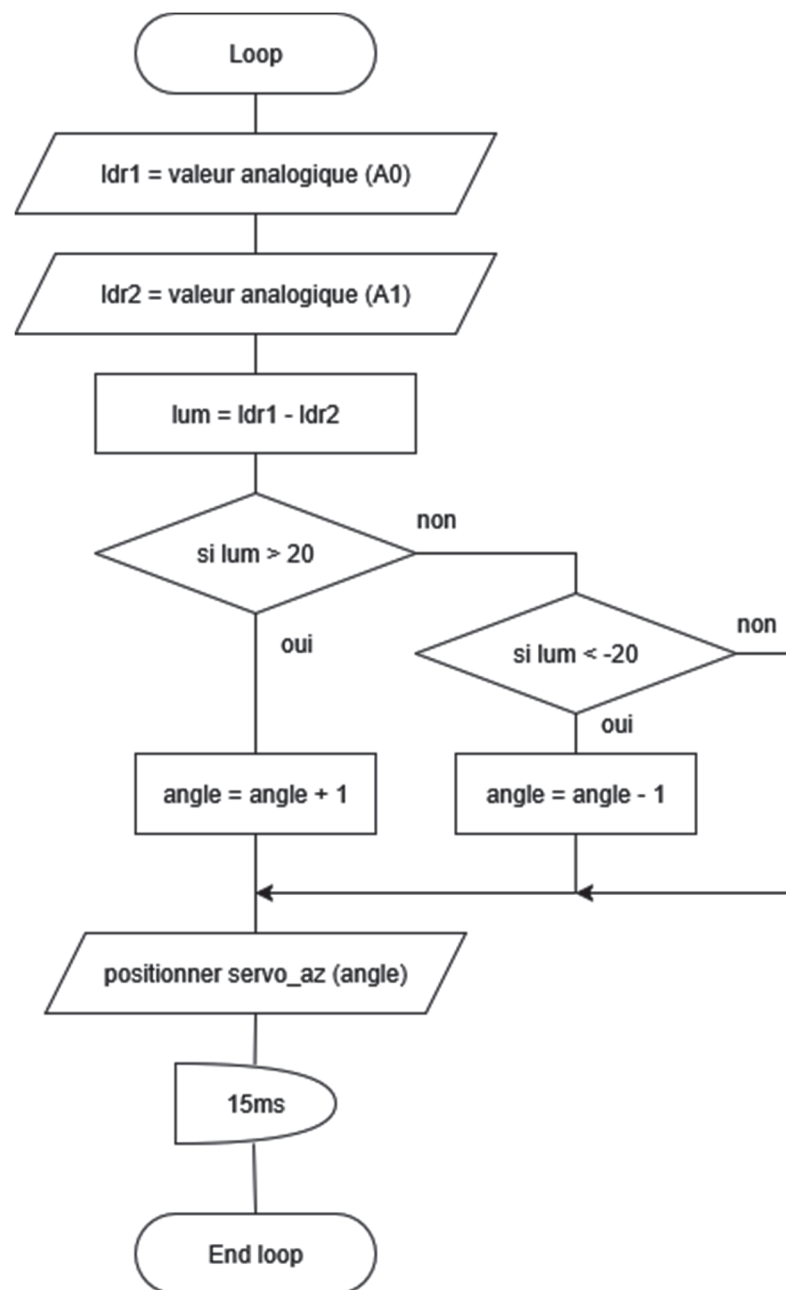 Loop
ldr1 = valeur analogique (A0)
ldr2 = valeur analogique (A1)
lum = ldr1 - ldr2
si lum > 20
non
oui
si lum < -20
non
oui
angle = angle + 1
angle = angle - 1
positionner servo_az (angle)
15ms
End loop